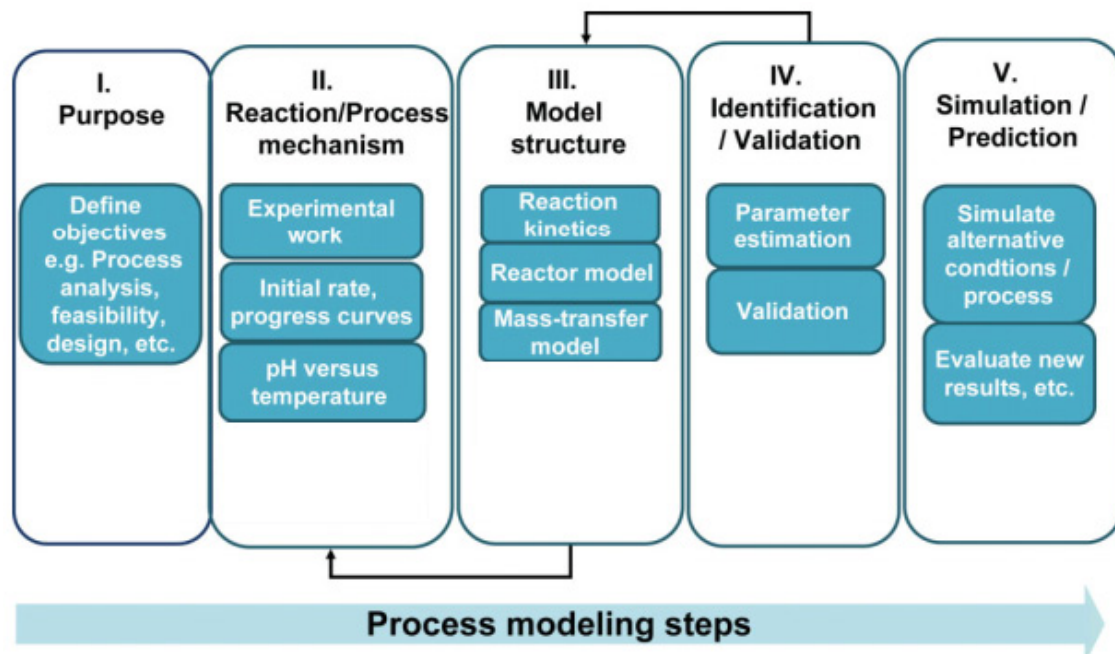 I.
Purpose
Define
objectives
e.g. Process
analysis,
feasibility,
design, etc.
II.
Reaction/Process
mechanism
Experimental
work
Initial rate,
progress curves
pH versus
temperature
III.
Model
structure
Reaction
kinetics
Reactor model
Mass-transfer
model
IV.
Identification
/ Validation
Parameter
estimation
Validation
V.
Simulation /
Prediction
Simulate
alternative
condtions /
process
Evaluate new
results, etc.
Process modeling steps